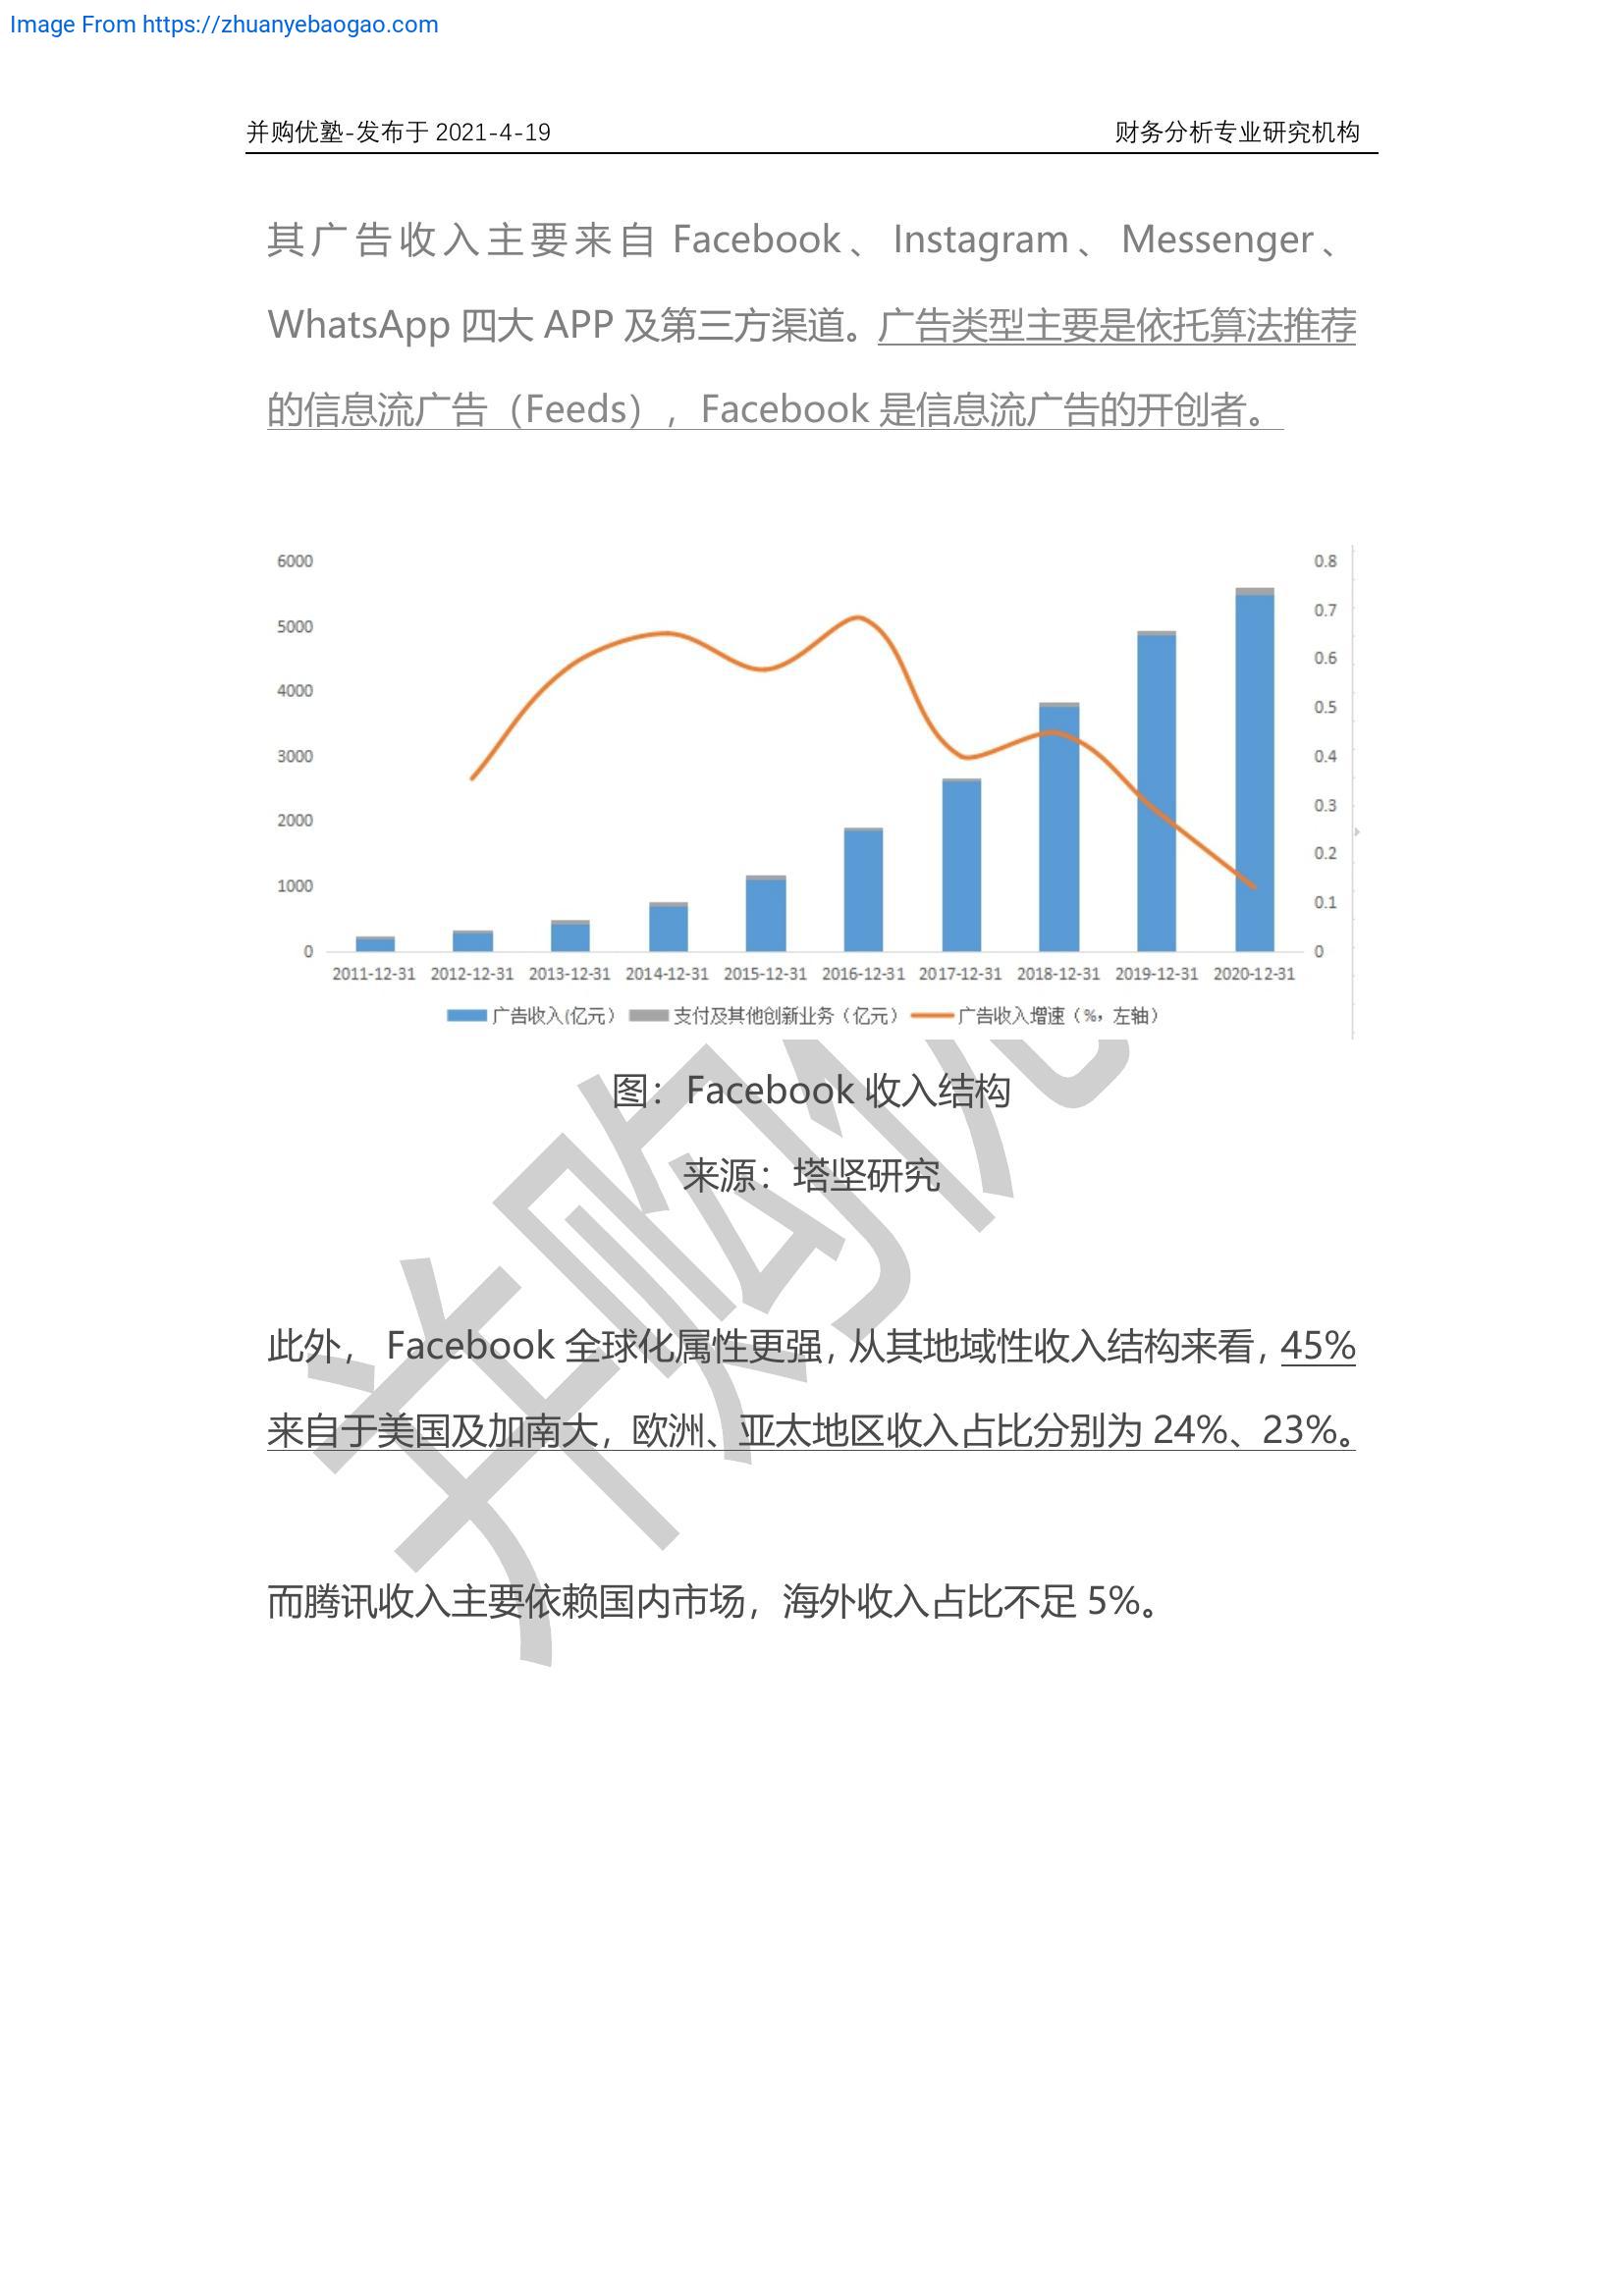 Image From https://zhuanyebaogao.com
并购优塾-发布于 2021-4-19 财务分析专业研究机构
其广告收入主要来自 Facebook、 Instagram、 Messenger、
WhatsApp 四大 APP 及第三方渠道。广告类型主要是依托算法推荐
的信息流广告（Feeds），Facebook 是信息流广告的开创者。
6000 0.8
5000 0.7
4000 0.6
3000 0.5
2000 0.4
1000 0.3
0 0.2
0.1
0
2011-12-31 2012-12-31 2013-12-31 2014-12-31 2015-12-31 2016-12-31 2017-12-31 2018-12-31 2019-12-31 2020-12-31
广告收入(亿元） 支付及其他创新业务（亿元） 广告收入增速（%，左轴）
图：Facebook 收入结构
来源：塔坚研究
此外， Facebook 全球化属性更强，从其地域性收入结构来看，45%
来自于美国及加南大，欧洲、亚太地区收入占比分别为 24%、23%。
而腾讯收入主要依赖国内市场，海外收入占比不足 5%。
并购优